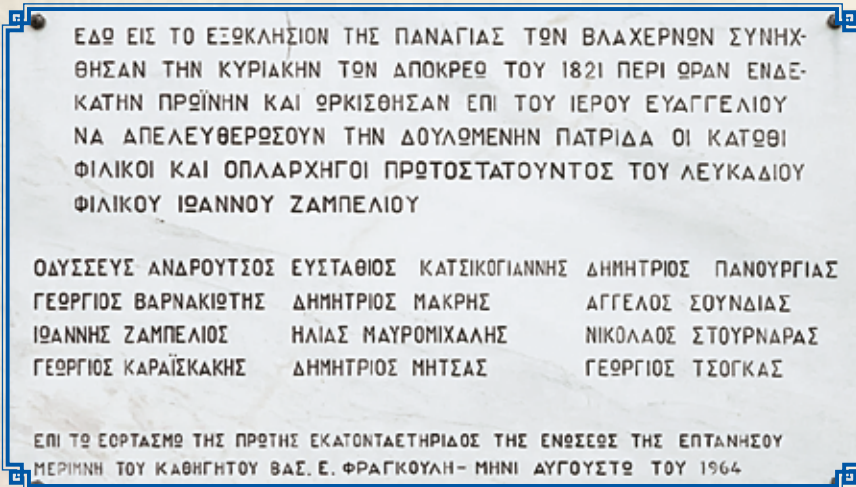 ΕΔΩ ΕΙΣ ΤΟ ΕΞΩΚΛΗΣΙΟΝ ΤΗΣ ΠΑΝΑΓΙΑΣ ΤΩΝ ΒΛΑΧΕΡΝΩΝ ΣΥΝΗΧ-
ΘΗΣΑΝ ΤΗΝ ΚΥΡΙΑΚΗΝ ΤΩΝ ΑΠΟΚΡΕΩ ΤΟΥ 1821 ΠΕΡΙ ΩΡΑΝ ΕΝΔΕ-
ΚΑΤΗΝ ΠΡΩΪΝΗΝ ΚΑΙ ΩΡΚΙΣΘΗΣΑΝ ΕΠΙ ΤΟΥ ΙΕΡΟΥ ΕΥΑΓΓΕΛΙΟΥ
ΝΑ ΑΠΕΛΕΥΘΕΡΩΣΟΥΝ ΤΗΝ ΔΟΥΛΩΜΕΝΗΝ ΠΑΤΡΙΔΑ ΟΙ ΚΑΤΩΘΙ
ΦΙΛΙΚΟΙ ΚΑΙ ΟΠΛΑΡΧΗΓΟΙ ΠΡΩΤΟΣΤΑΤΟΥΝΤΟΣ ΤΟΥ ΛΕΥΚΑΔΙΟΥ
ΦΙΛΙΚΟΥ ΙΩΑΝΝΟΥ ΖΑΜΠΕΛΙΟΥ
ΟΔΥΣΣΕΥΣ ΑΝΔΡΟΥΤΣΟΣ ΕΥΣΤΑΘΙΟΣ ΚΑΤΣΙΚΟΓΙΑΝΝΗΣ ΔΗΜΗΤΡΙΟΣ ΠΑΝΟΥΡΓΙΑΣ
ΓΕΩΡΓΙΟΣ ΒΑΡΝΑΚΙΩΤΗΣ ΔΗΜΗΤΡΙΟΣ ΜΑΚΡΗΣ ΑΓΓΕΛΟΣ ΣΟΥΝΔΙΑΣ
ΙΩΑΝΝΗΣ ΖΑΜΠΕΛΙΟΣ ΗΛΙΑΣ ΜΑΥΡΟΜΙΧΑΛΗΣ ΝΙΚΟΛΑΟΣ ΣΤΟΥΡΝΑΡΑΣ
ΓΕΩΡΓΙΟΣ ΚΑΡΑΪΣΚΑΚΗΣ ΔΗΜΗΤΡΙΟΣ ΜΗΤΣΑΣ ΓΕΩΡΓΙΟΣ ΤΣΟΓΚΑΣ
ΕΠΙ ΤΩ ΕΟΡΤΑΣΜΩ ΤΗΣ ΠΡΩΤΗΣ ΕΚΑΤΟΝΤΑΕΤΗΡΙΔΟΣ ΤΗΣ ΕΝΩΣΕΩΣ ΤΗΣ ΕΠΤΑΝΗΣΟΥ
ΜΕΡΙΜΝΗ ΤΟΥ ΚΑΘΗΓΗΤΟΥ ΒΑΣ. Ε. ΦΡΑΓΚΟΥΛΗ- ΜΗΝΙ ΑΥΓΟΥΣΤΩ ΤΟΥ 1964